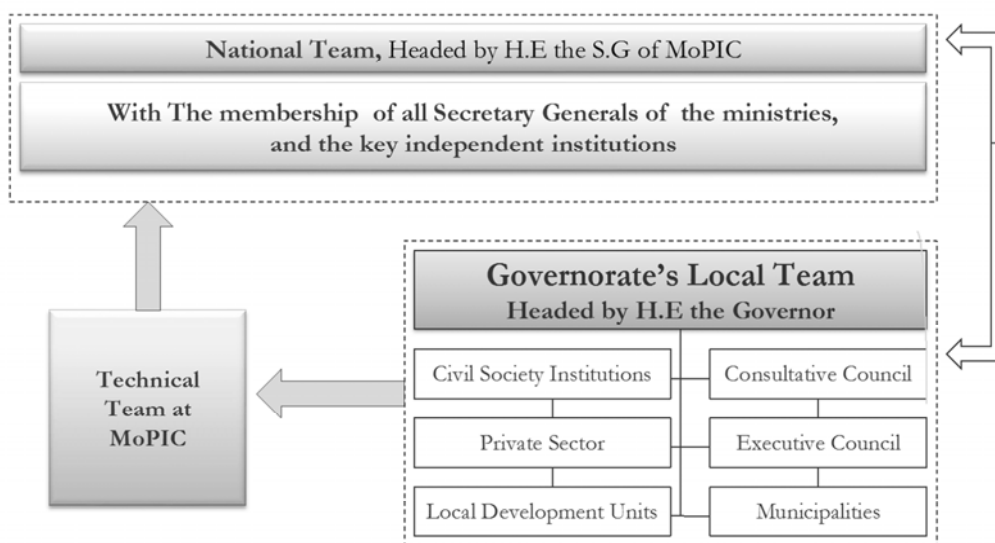 National Team, Headed by H.E the S.G of MoPIC
With The membership of all Secretary Generals of the ministries,
and the key independent institutions
Governorate's Local Team
Headed by H.E the Governor
Technical
Team at
MoPIC
Civil Society Institutions
Consultative Council
Private Sector
Executive Council
Local Development Units
Municipalities